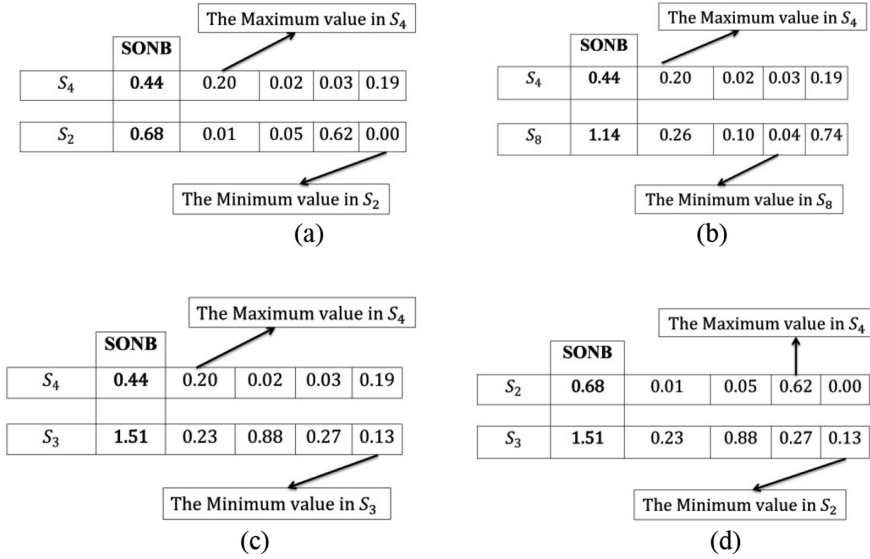 The Maximum value in S₄
SONB
S₄ 0.44 0.20 0.02 0.03 0.19
S₂ 0.68 0.01 0.05 0.62 0.00
The Minimum value in S₂
(a)
The Maximum value in S₄
SONB
S₄ 0.44 0.20 0.02 0.03 0.19
S₈ 1.14 0.26 0.10 0.04 0.74
The Minimum value in S₈
(b)
The Maximum value in S₄
SONB
S₄ 0.44 0.20 0.02 0.03 0.19
S₃ 1.51 0.23 0.88 0.27 0.13
The Minimum value in S₃
(c)
The Maximum value in S₄
SONB
S₂ 0.68 0.01 0.05 0.62 0.00
S₃ 1.51 0.23 0.88 0.27 0.13
The Minimum value in S₂
(d)